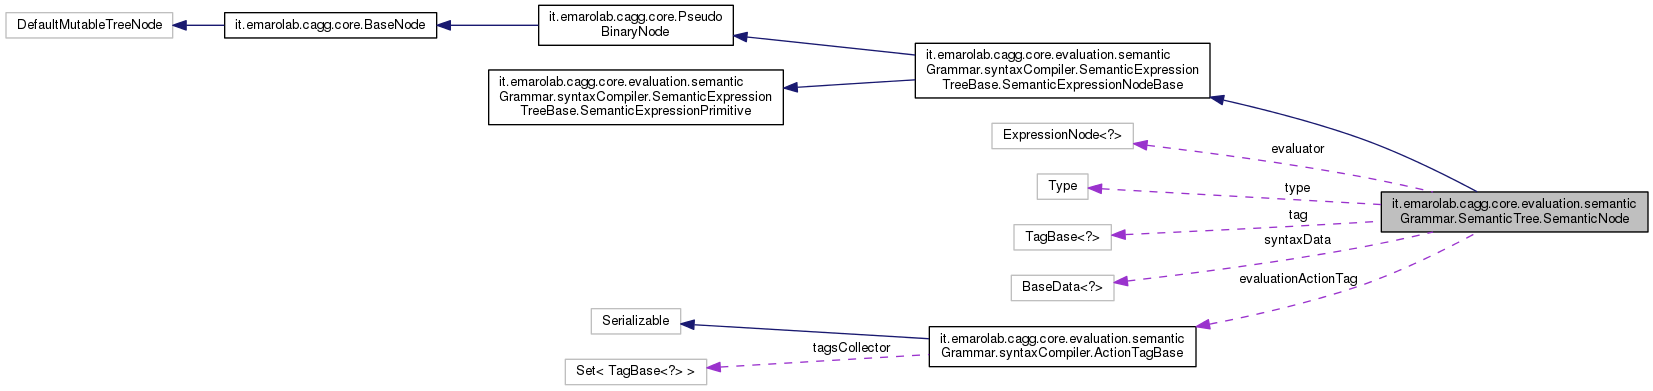 DefaultMutableTreeNode
it.emarolab.cagg.core.BaseNode
it.emarolab.cagg.core.Pseudo
BinaryNode
it.emarolab.cagg.core.evaluation.semantic
Grammar.syntaxCompiler.SemanticExpression
TreeBase.SemanticExpressionNodeBase
it.emarolab.cagg.core.evaluation.semantic
Grammar.syntaxCompiler.SemanticExpression
TreeBase.SemanticExpressionPrimitive
ExpressionNode<?>
evaluator
Type
type
it.emarolab.cagg.core.evaluation.semantic
Grammar.SemanticTree.SemanticNode
tag
TagBase<?>
syntaxData
BaseData<?>
evaluationActionTag
Serializable
it.emarolab.cagg.core.evaluation.semantic
Grammar.syntaxCompiler.ActionTagBase
tagsCollector
Set< TagBase<?> >